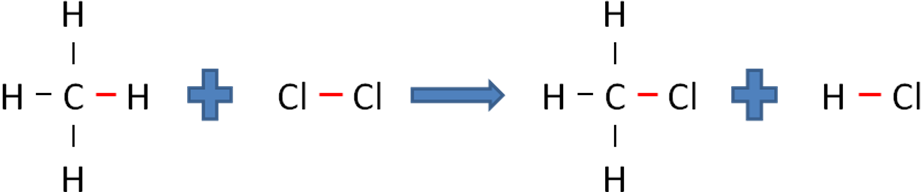 H H
H – C – H + Cl – Cl → H – C – Cl + H – Cl
H H